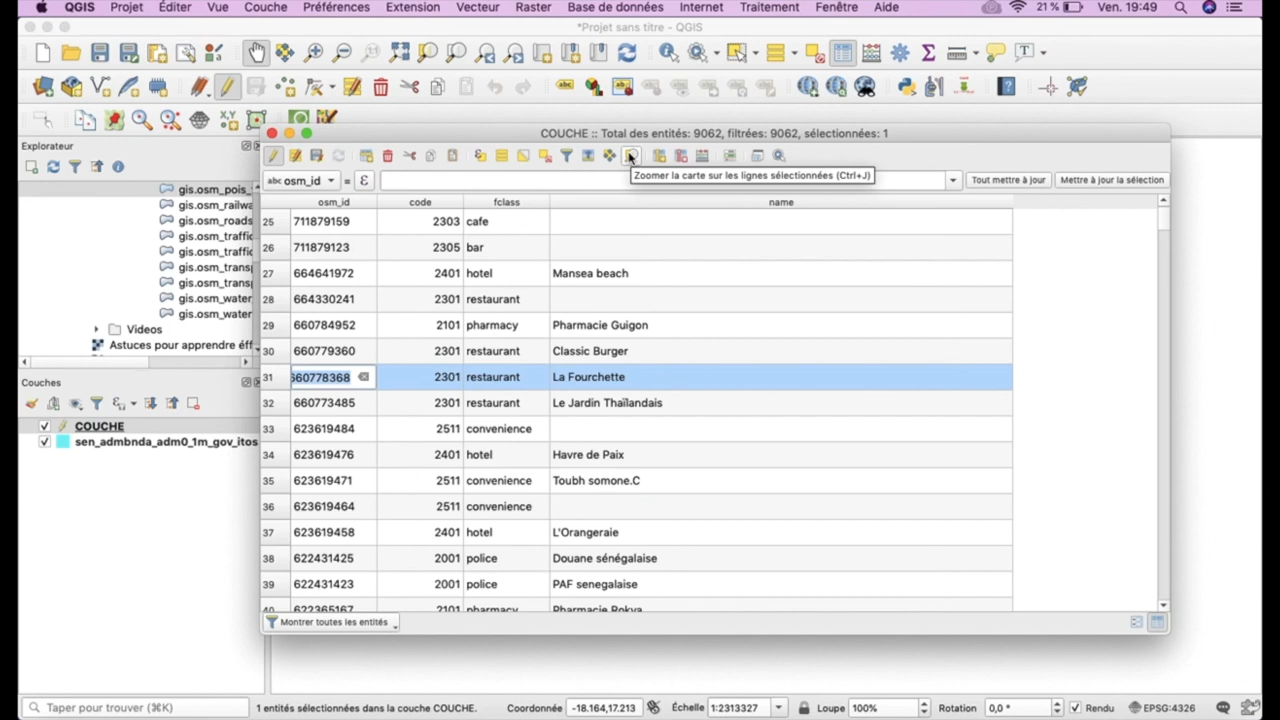 QGIS Projet Éditer Vue Couche Préférences Extension Vecteur Raster Base de données Internet Traitement Fenêtre Aide 21 % Ven. 19:49
*Projet sans titre - QGIS
COUCHE :: Total des entités: 9062, filtrées: 9062, sélectionnées: 1
Explorateur
Zoomer la carte sur les lignes sélectionnées (Ctrl+J)
abc osm_id = ε Tout mettre à jour Mettre à jour la sélection
gis.osm_pois_
gis.osm_railwa
gis.osm_roads
gis.osm_traffic
gis.osm_traffic
gis.osm_transp
gis.osm_transp
gis.osm_water
gis.osm_water
Videos
Astuces pour apprendre éff
osm_id code fclass name
25 711879159 2303 cafe
26 711879123 2305 bar
27 664641972 2401 hotel Mansea beach
28 664330241 2301 restaurant
29 660784952 2101 pharmacy Pharmacie Guigon
30 660779360 2301 restaurant Classic Burger
31 660778368 2301 restaurant La Fourchette
32 660773485 2301 restaurant Le Jardin Thaïlandais
33 623619484 2511 convenience
34 623619476 2401 hotel Havre de Paix
35 623619471 2511 convenience Toubh somone.C
36 623619464 2511 convenience
37 623619458 2401 hotel L'Orangeraie
38 622431425 2001 police Douane sénégalaise
39 622431423 2001 police PAF senegalaise
40 622365167 2101 pharmacy Pharmacie Rokya
Couches
COUCHE
sen_admbnda_adm0_1m_gov_itos
Montrer toutes les entités
Taper pour trouver (⌘K) 1 entités sélectionnées dans la couche COUCHE. Coordonnée -18.164,17.213 Échelle 1:2313327 Loupe 100% Rotation 0,0 ° Rendu EPSG:4326